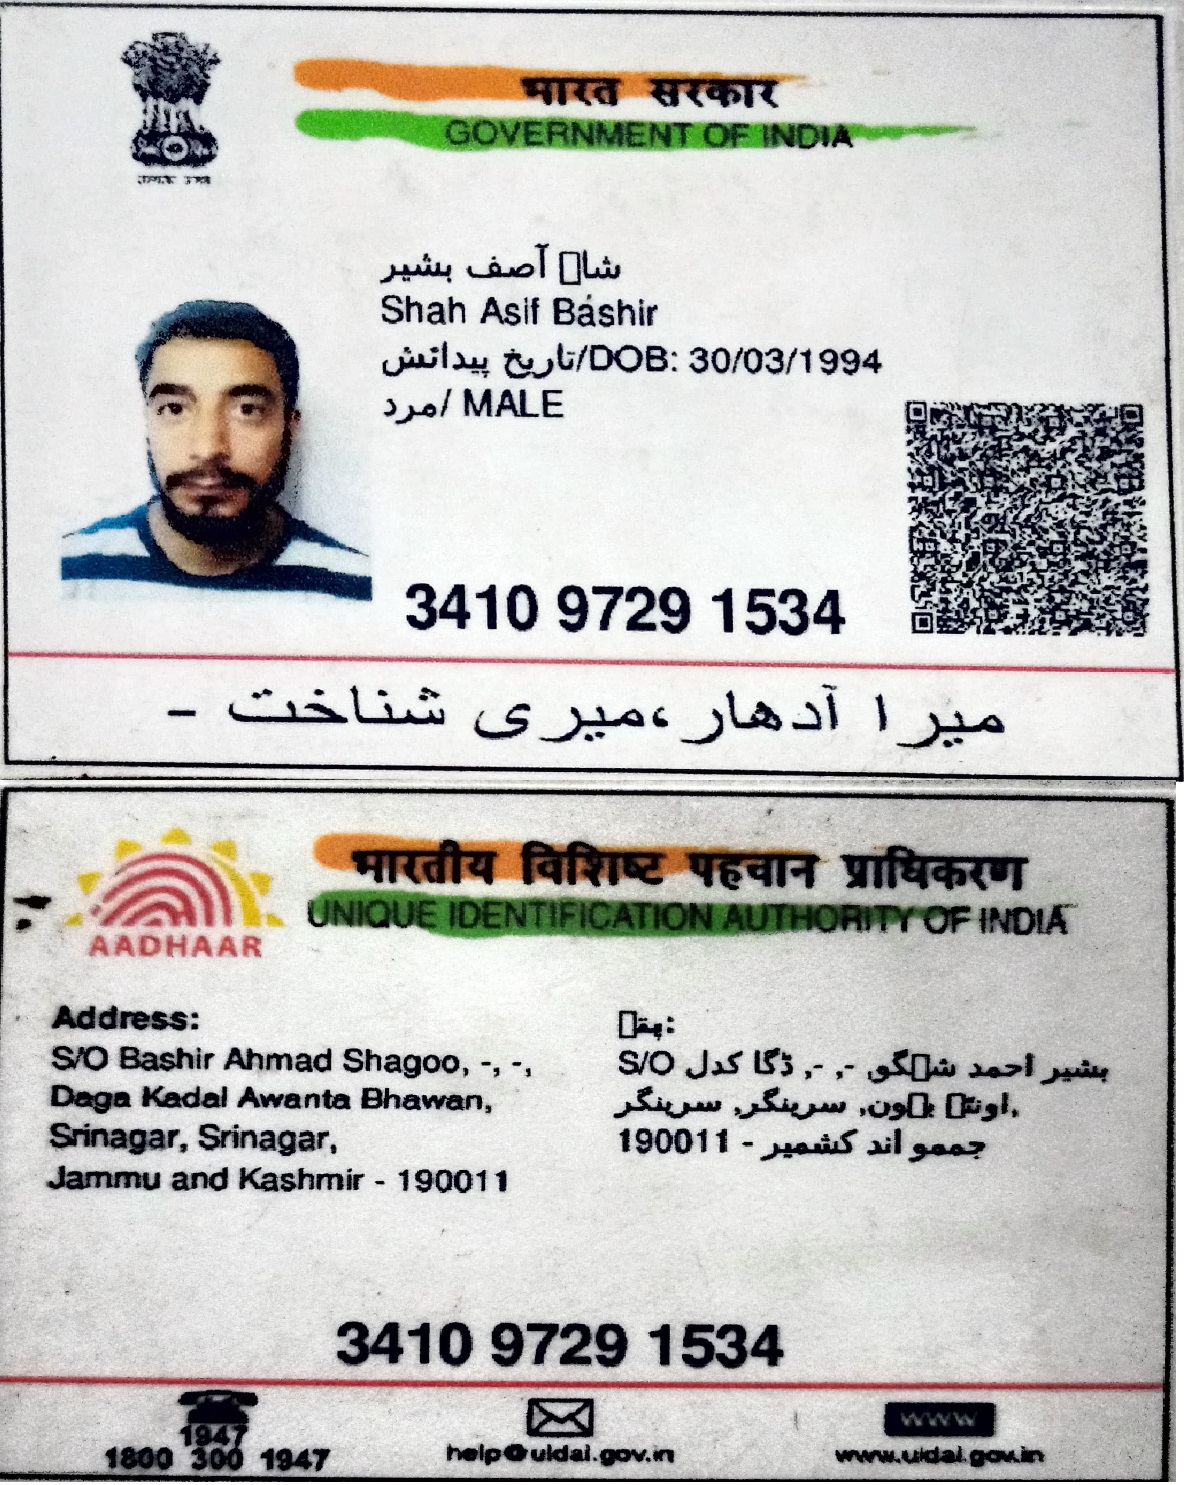 भारत सरकार
GOVERNMENT OF INDIA
شا▯ آصف بشیر
Shah Asif Bashir
تاریخ پیدائش/DOB: 30/03/1994
مرد/ MALE
3410 9729 1534
میرا آدھار،میری شناخت -
भारतीय विशिष्ट पहचान प्राधिकरण
UNIQUE IDENTIFICATION AUTHORITY OF INDIA
AADHAAR
Address:
S/O Bashir Ahmad Shagoo, -, -,
Daga Kadal Awanta Bhawan,
Srinagar, Srinagar,
Jammu and Kashmir - 190011
پت▯:
S/O بشیر احمد ش▯گو, -, -, ڈگا کدل
اونت▯ ب▯ون, سرینگر, سرینگر,
جممو اند کشمیر - 190011
3410 9729 1534
1947
1800 300 1947
help@uidai.gov.in
www
www.uidai.gov.in